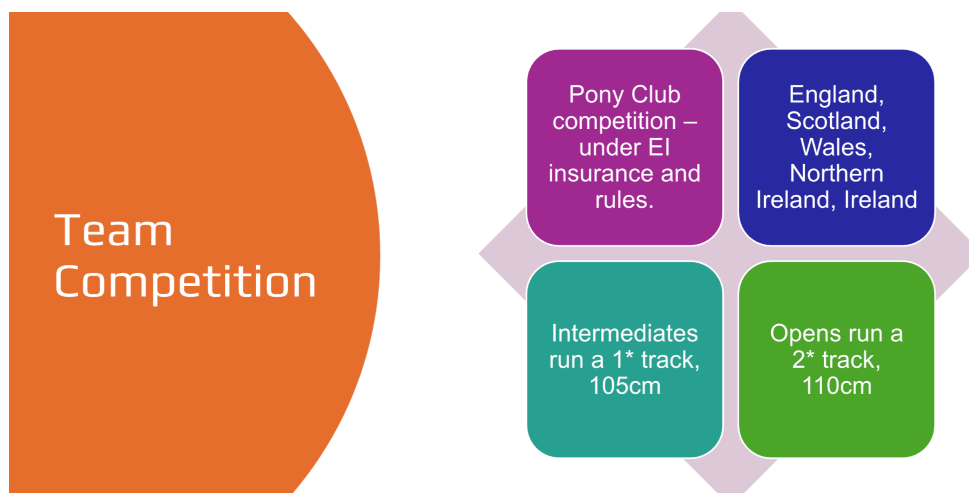 Team
Competition
Pony Club
competition –
under EI
insurance and
rules.
England,
Scotland,
Wales,
Northern
Ireland, Ireland
Intermediates
run a 1* track,
105cm
Opens run a
2* track,
110cm